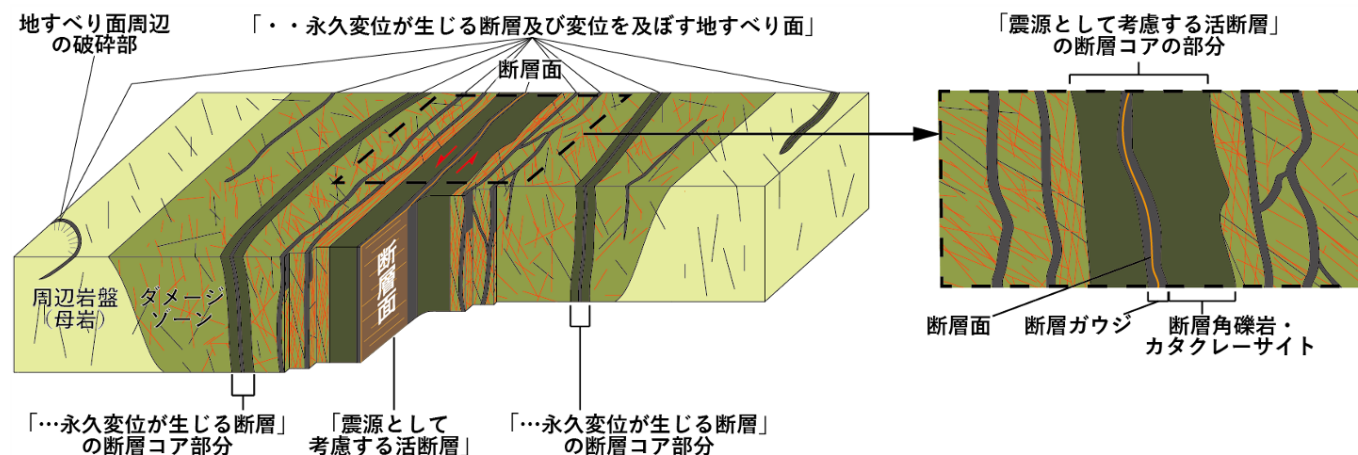 地すべり面周辺
の破砕部
「・・永久変位が生じる断層及び変位を及ぼす地すべり面」
断層面
「震源として考慮する活断層」
の断層コアの部分
断層面
周辺岩盤
(母岩)
ダメージ
ゾーン
断層面
断層ガウジ
断層角礫岩・
カタクレーサイト
「…永久変位が生じる断層」
の断層コア部分
「震源として
考慮する活断層」
「…永久変位が生じる断層」
の断層コア部分